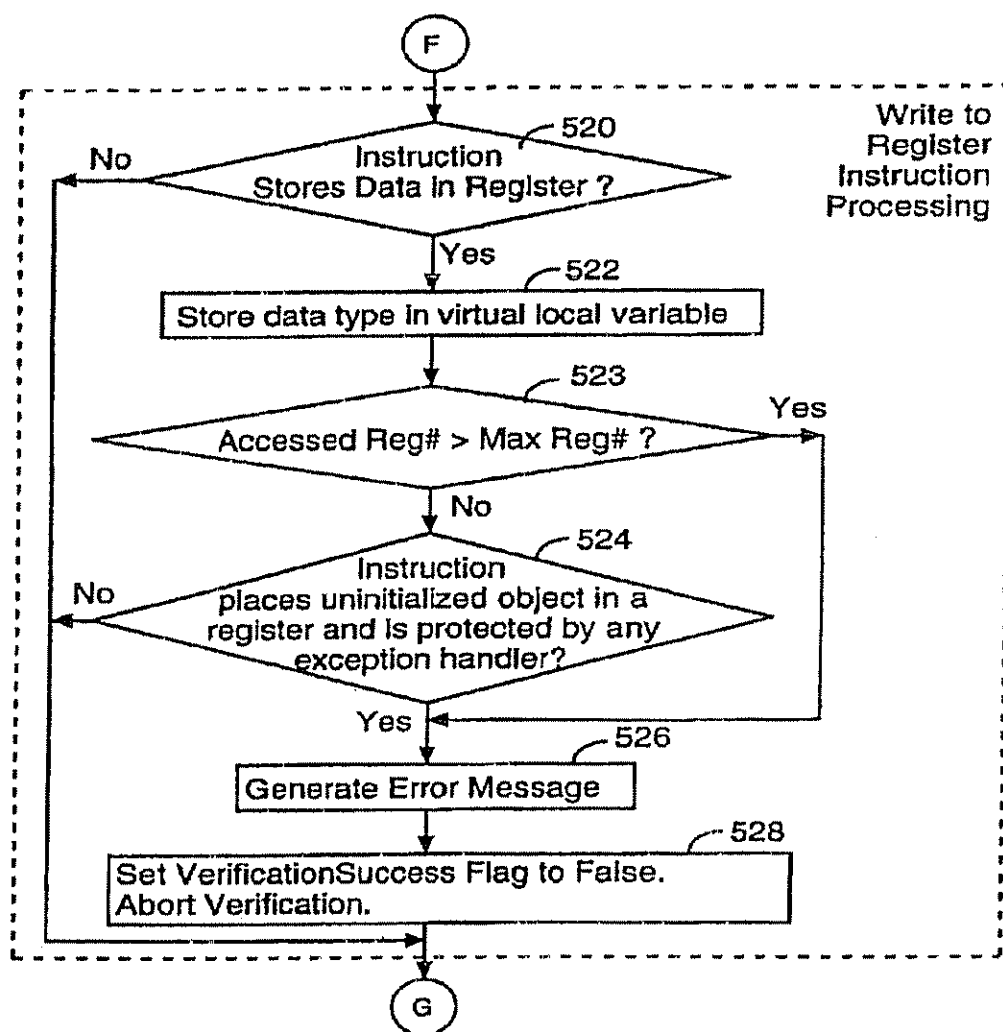 F
Write to
Register
Instruction
Processing
520
Instruction
Stores Data in Register ?
No
Yes
522
Store data type in virtual local variable
523
Accessed Reg# > Max Reg# ?
Yes
No
524
Instruction
places uninitialized object in a
register and is protected by any
exception handler?
No
Yes
526
Generate Error Message
528
Set VerificationSuccess Flag to False.
Abort Verification.
G